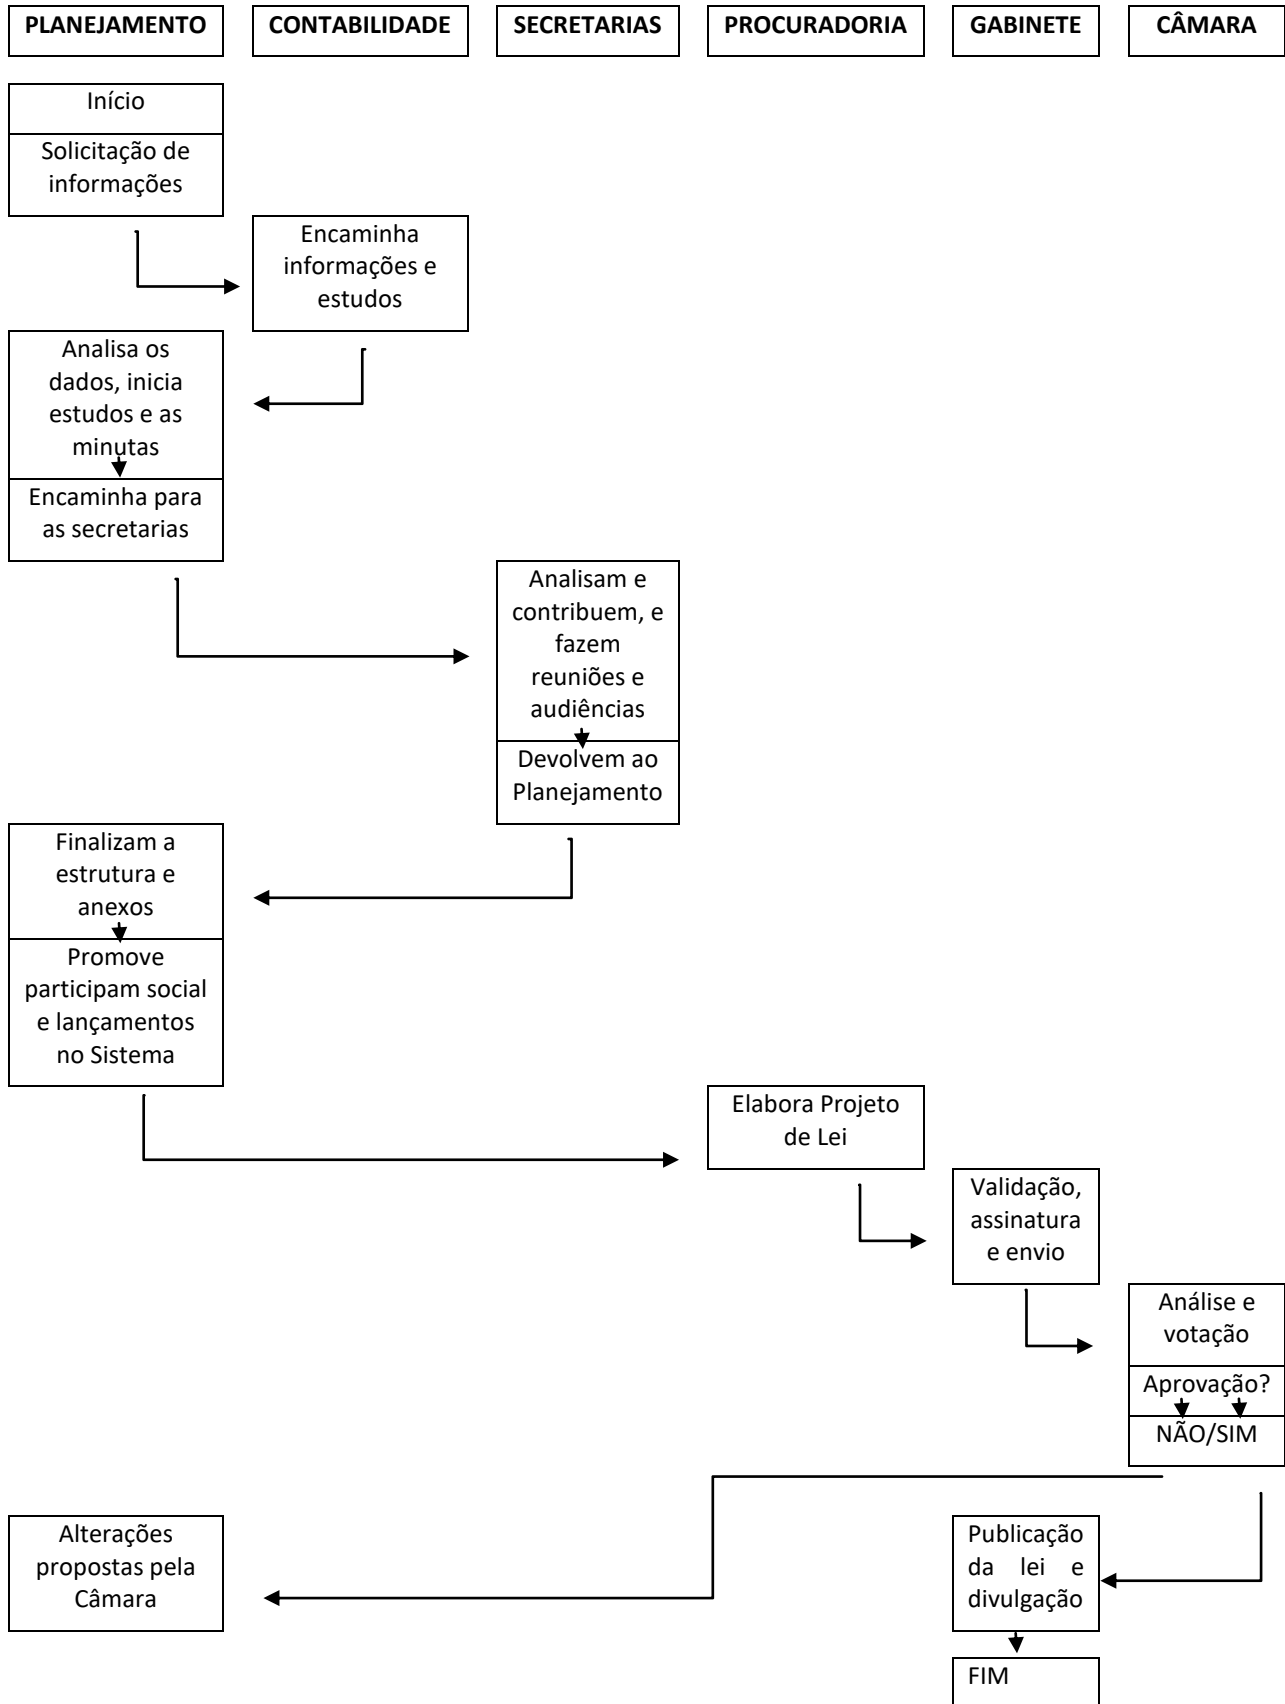 PLANEJAMENTO CONTABILIDADE SECRETARIAS PROCURADORIA GABINETE CÂMARA
Início
Solicitação de
informações
Encaminha
informações e
estudos
Analisa os
dados, inicia
estudos e as
minutas
Encaminha para
as secretarias
Analisam e
contribuem, e
fazem
reuniões e
audiências
Devolvem ao
Planejamento
Finalizam a
estrutura e
anexos
Promove
participam social
e lançamentos
no Sistema
Elabora Projeto
de Lei
Validação,
assinatura
e envio
Análise e
votação
Aprovação?
NÃO/SIM
Alterações
propostas pela
Câmara
Publicação
da lei e
divulgação
FIM